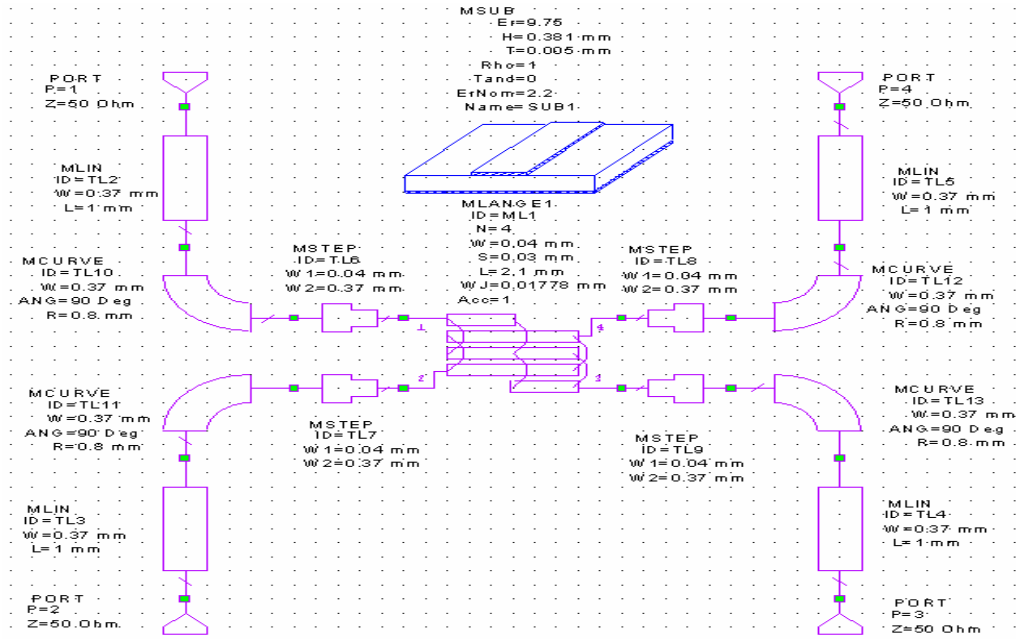 MSUB
Er=9.75
H=0.381 mm
T=0.005 mm
Rho=1
Tand=0
ErNom=2.2
Name=SUB1
PORT
P=1
Z=50 Ohm
PORT
P=4
Z=50 Ohm
MLIN
ID=TL2
W=0.37 mm
L=1 mm
MLIN
ID=TL5
W=0.37 mm
L=1 mm
MLANGE1
ID=ML1
N=4
W=0.04 mm
S=0.03 mm
L=2.1 mm
WJ=0.01778 mm
Acc=1
MCURVE
ID=TL10
W=0.37 mm
ANG=90 Deg
R=0.8 mm
MSTEP
ID=TL6
W1=0.04 mm
W2=0.37 mm
MSTEP
ID=TL8
W1=0.04 mm
W2=0.37 mm
MCURVE
ID=TL12
W=0.37 mm
ANG=90 Deg
R=0.8 mm
1
4
2
3
MCURVE
ID=TL11
W=0.37 mm
ANG=90 Deg
R=0.8 mm
MSTEP
ID=TL7
W1=0.04 mm
W2=0.37 mm
MSTEP
ID=TL9
W1=0.04 mm
W2=0.37 mm
MCURVE
ID=TL13
W=0.37 mm
ANG=90 Deg
R=0.8 mm
MLIN
ID=TL3
W=0.37 mm
L=1 mm
MLIN
ID=TL4
W=0.37 mm
L=1 mm
PORT
P=2
Z=50 Ohm
PORT
P=3
Z=50 Ohm